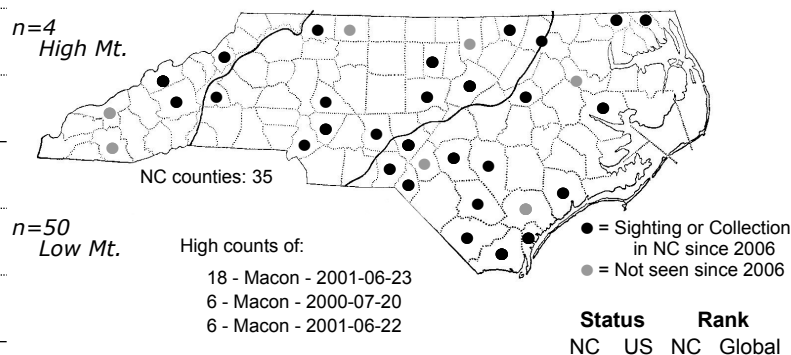 n=4
High Mt.
NC counties: 35
n=50
Low Mt.
High counts of:
18 - Macon - 2001-06-23
6 - Macon - 2000-07-20
6 - Macon - 2001-06-22
= Sighting or Collection
in NC since 2006
= Not seen since 2006
Status Rank
NC US NC Global